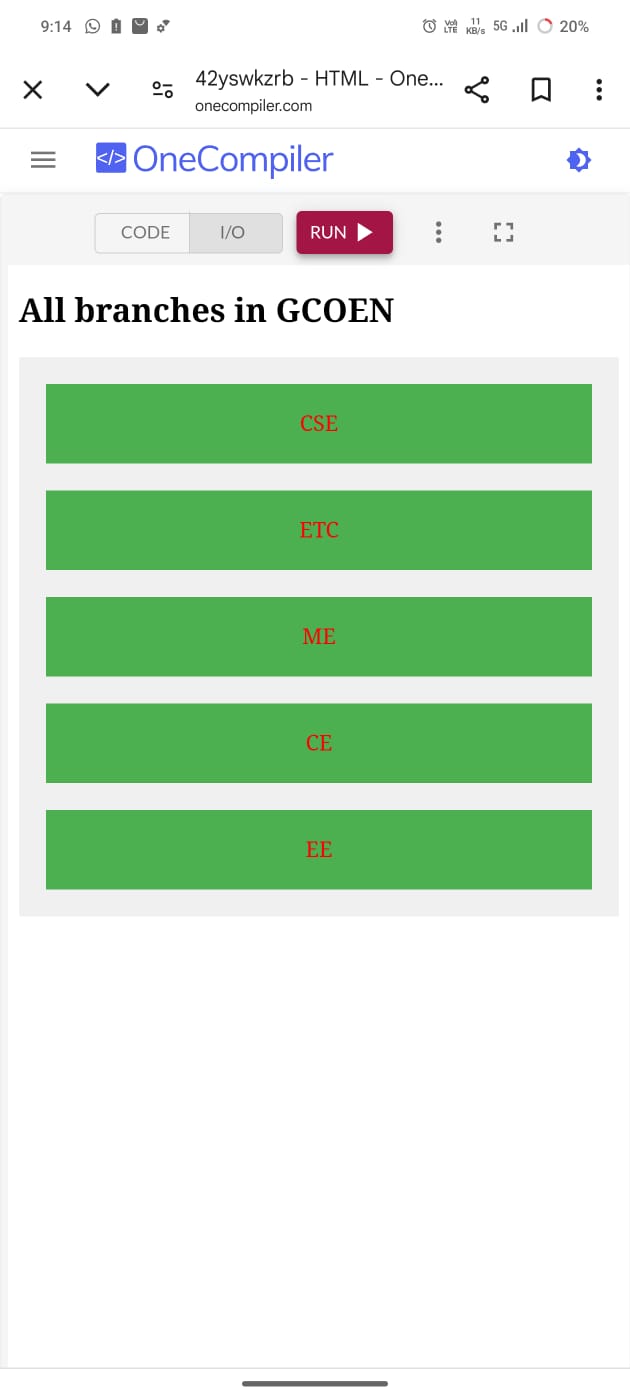 9:14
Vo) LTE
11 KB/s
5G
20%
42yswkzrb - HTML - One...
onecompiler.com
</> OneCompiler
CODE I/O RUN
All branches in GCOEN
CSE
ETC
ME
CE
EE